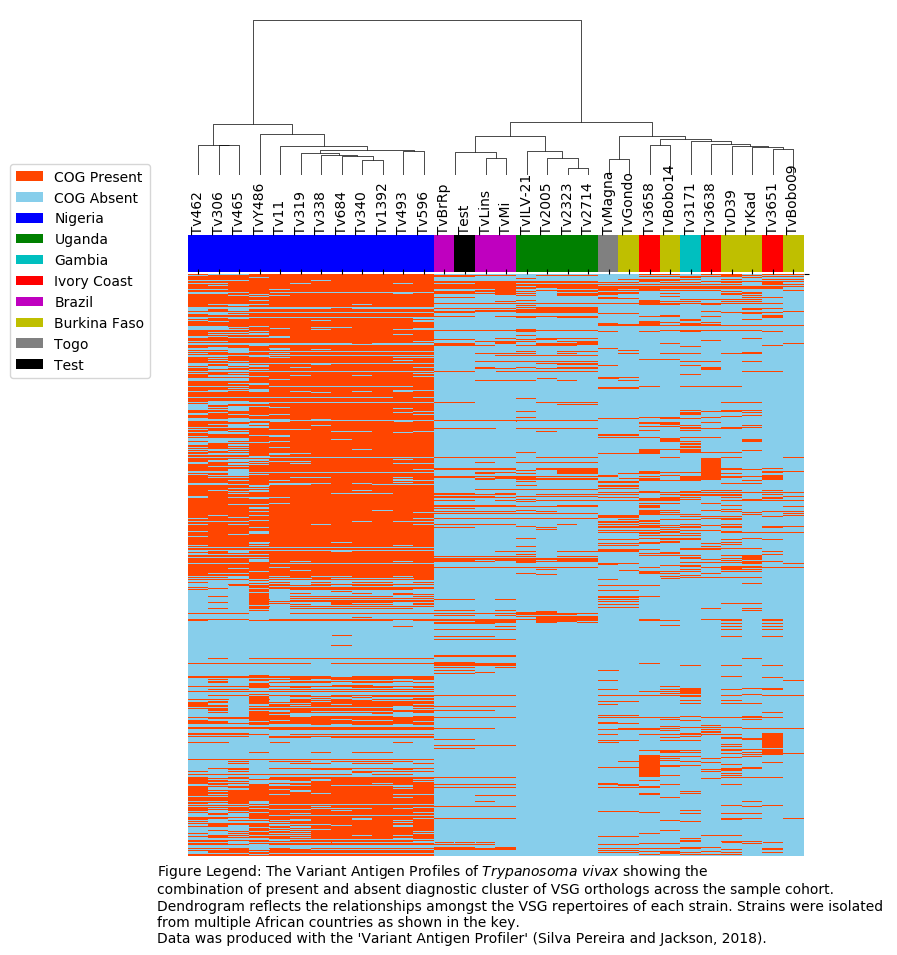 COG Present
COG Absent
Nigeria
Uganda
Gambia
Ivory Coast
Brazil
Burkina Faso
Togo
Test
Tv462
Tv306
Tv465
TvY486
Tv11
Tv319
Tv338
Tv684
Tv340
Tv1392
Tv493
Tv596
TvBrRp
Test
TvLins
TvMi
TvILV-21
Tv2005
Tv2323
Tv2714
TvMagna
TvGondo
Tv3658
TvBobo14
Tv3171
Tv3638
TvD39
TvKad
Tv3651
TvBobo09
Figure Legend: The Variant Antigen Profiles of Trypanosoma vivax showing the
combination of present and absent diagnostic cluster of VSG orthologs across the sample cohort.
Dendrogram reflects the relationships amongst the VSG repertoires of each strain. Strains were isolated
from multiple African countries as shown in the key.
Data was produced with the 'Variant Antigen Profiler' (Silva Pereira and Jackson, 2018).